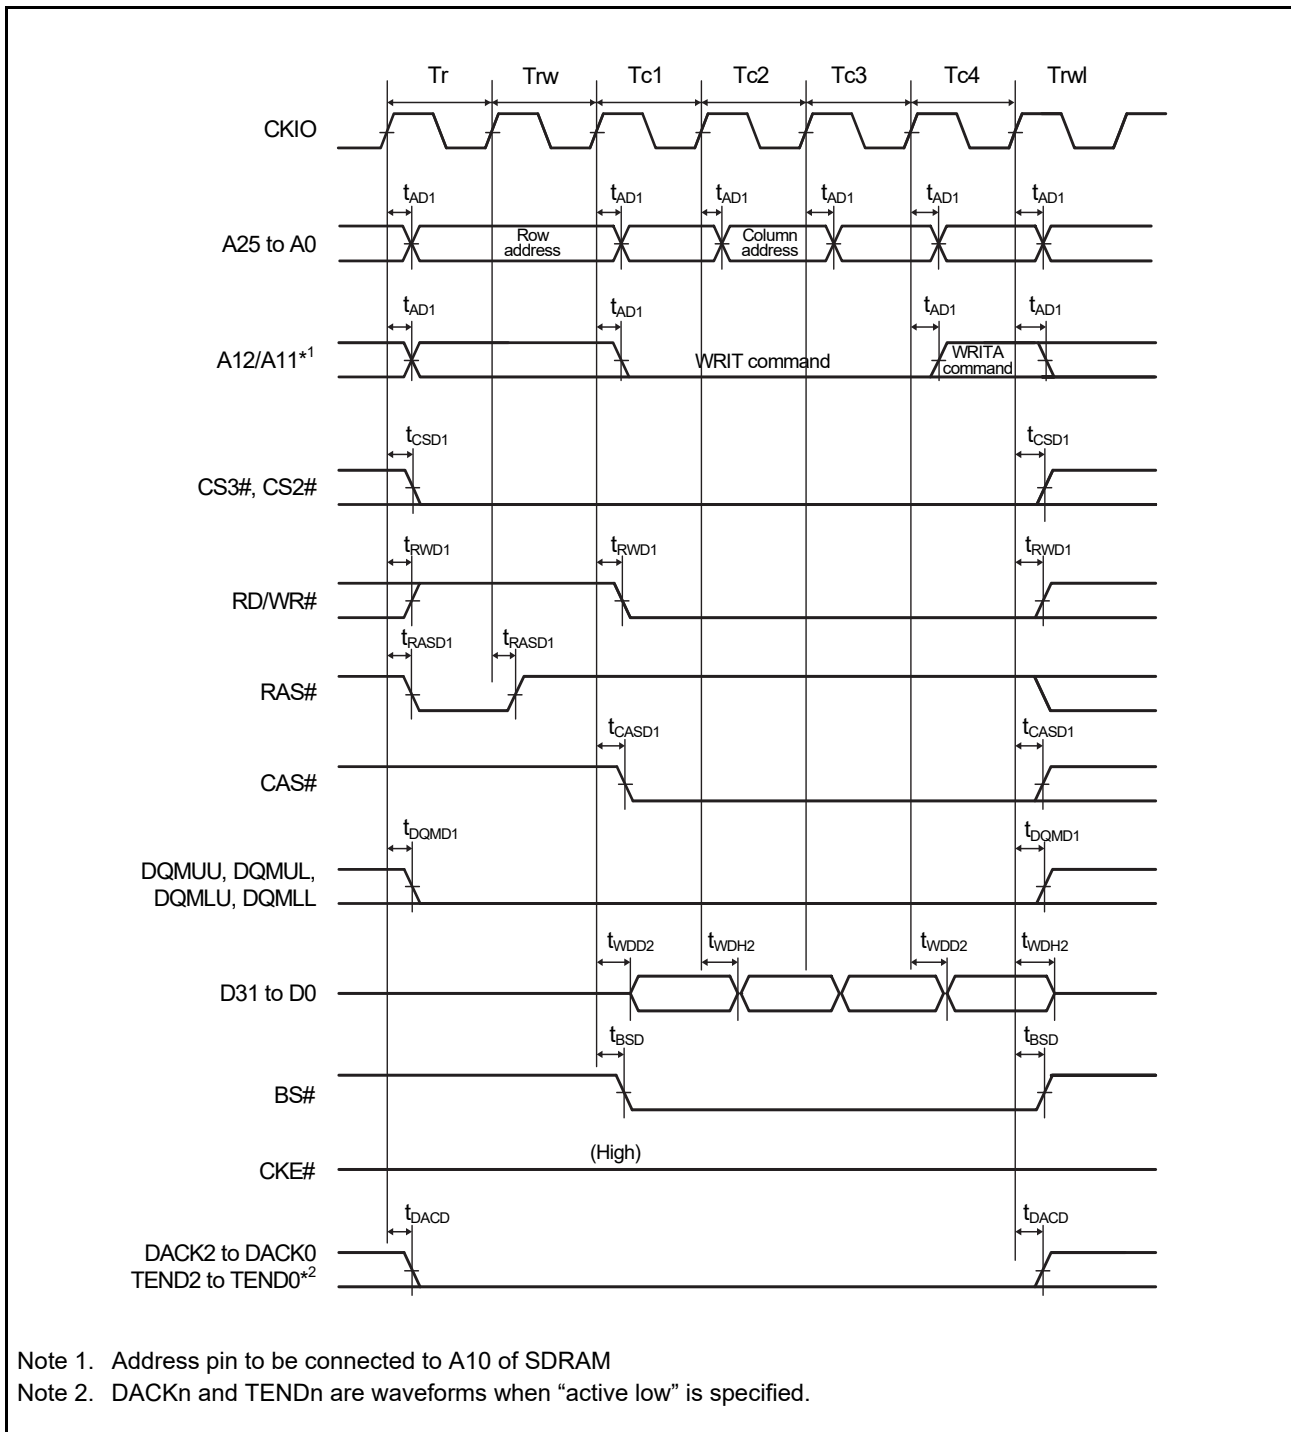 Tr Trw Tc1 Tc2 Tc3 Tc4 Trwl
CKIO
tAD1 tAD1 tAD1 tAD1 tAD1 tAD1
A25 to A0
Row
address
Column
address
tAD1 tAD1 tAD1 tAD1
A12/A11*1
WRIT command
WRITA
command
tCSD1 tCSD1
CS3#, CS2#
tRWD1 tRWD1 tRWD1
RD/WR#
tRASD1 tRASD1
RAS#
tCASD1 tCASD1
CAS#
tDQMD1 tDQMD1
DQMUU, DQMUL,
DQMLU, DQMLL
tWDD2 tWDH2 tWDD2 tWDH2
D31 to D0
tBSD tBSD
BS#
(High)
CKE#
tDACD tDACD
DACK2 to DACK0
TEND2 to TEND0*2
Note 1. Address pin to be connected to A10 of SDRAM
Note 2. DACKn and TENDn are waveforms when “active low” is specified.